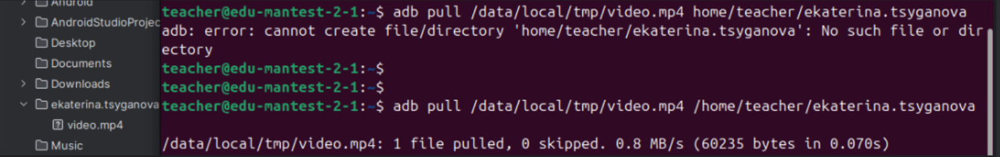 Android
AndroidStudioProjec
Desktop
Documents
Downloads
ekaterina.tsyganova
video.mp4
Music
teacher@edu-mantest-2-1:~$ adb pull /data/local/tmp/video.mp4 home/teacher/ekaterina.tsyganova
adb: error: cannot create file/directory 'home/teacher/ekaterina.tsyganova': No such file or dir
ectory
teacher@edu-mantest-2-1:~$
teacher@edu-mantest-2-1:~$
teacher@edu-mantest-2-1:~$ adb pull /data/local/tmp/video.mp4 /home/teacher/ekaterina.tsyganova
/data/local/tmp/video.mp4: 1 file pulled, 0 skipped. 0.8 MB/s (60235 bytes in 0.070s)